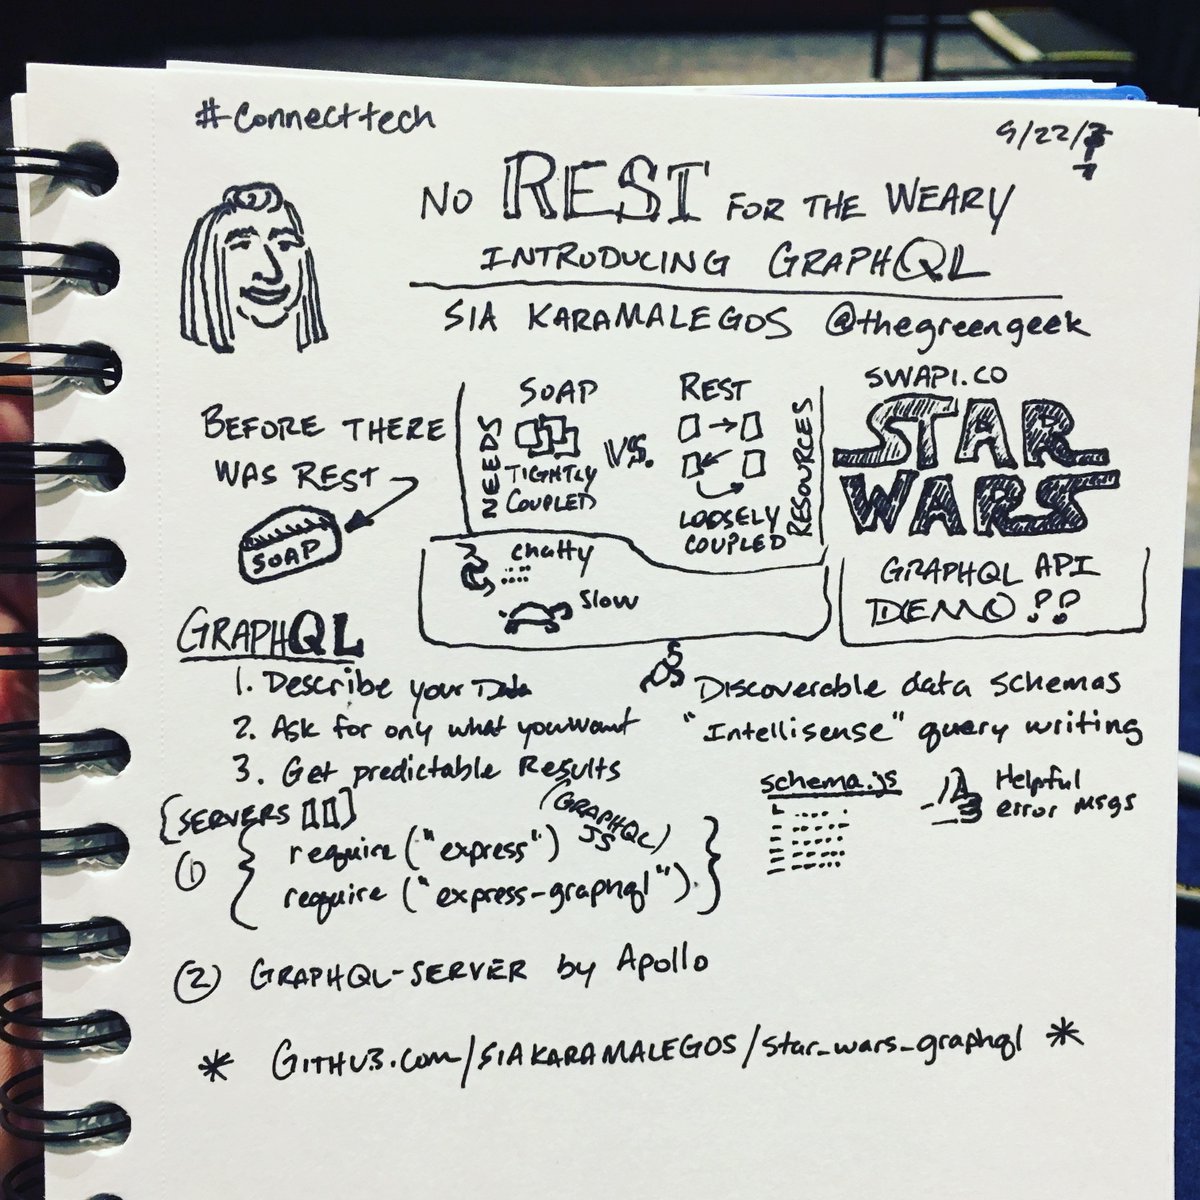 #connecttech
9/22/17
No REST FOR THE WEARY
INTRODUCING GRAPHQL
SIA KARAMALEGOS @thegreengeek
BEFORE THERE
WAS REST
SOAP
NEEDS
SOAP
TIGHTLY
COUPLED
VS.
REST
LOOSELY
COUPLED
RESOURCES
SWAPI.CO
STAR
WARS
chatty
Slow
GRAPHQL API
DEMO ??
GRAPHQL
1. Describe your Data
2. Ask for only what you want
3. Get predictable Results
Discoverable data schemas
"Intellisense" query writing
schema.js
Helpful
error msgs
[SERVERS]
(GRAPHQL
JS)
① { require ("express")
require ("express-graphql") }
② GRAPHQL-SERVER by Apollo
* GITHUB.com/SIAKARAMALEGOS/star_wars_graphql *